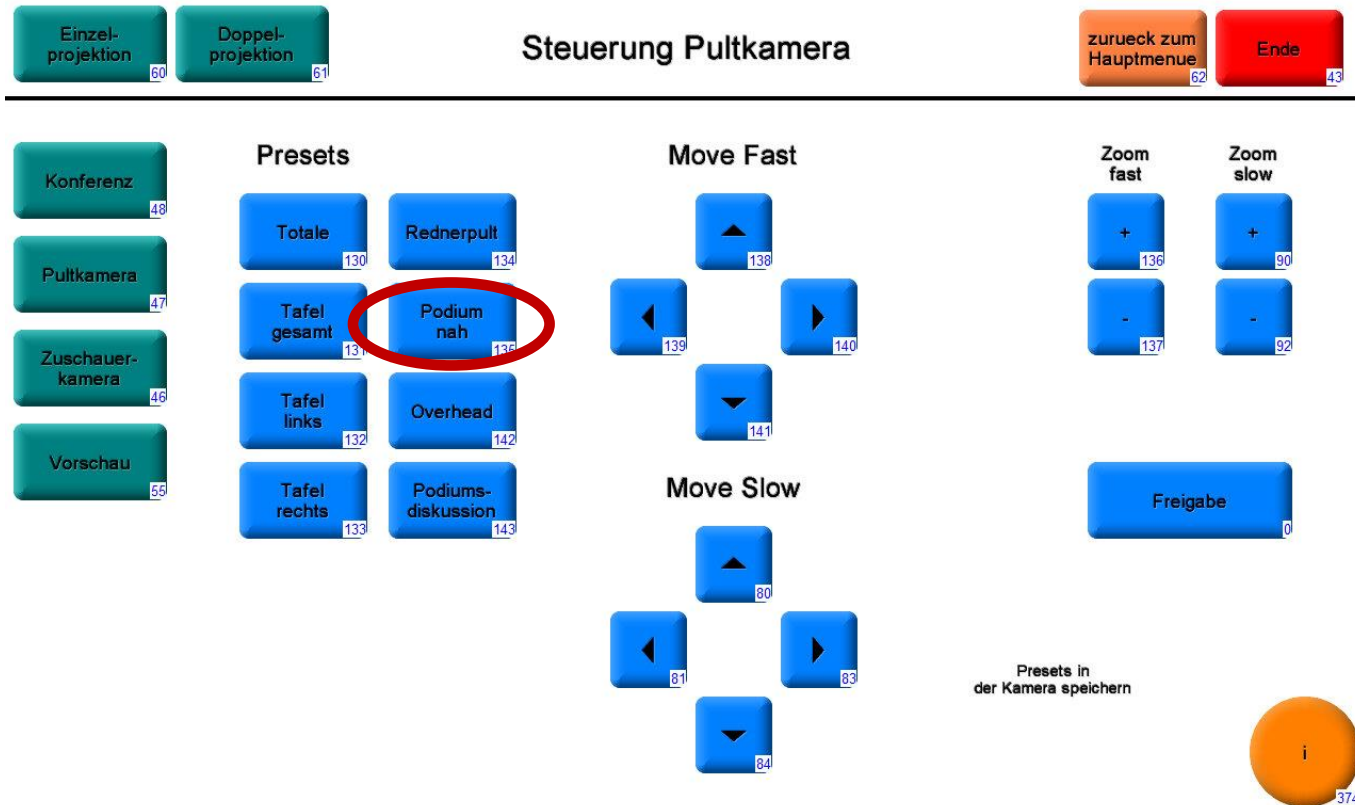 Einzel-
projektion
60
Doppel-
projektion
61
Steuerung Pultkamera
zurueck zum
Hauptmenue
62
Ende
43
Konferenz
48
Pultkamera
47
Zuschauer-
kamera
46
Vorschau
55
Presets
Totale
130
Rednerpult
134
Tafel
gesamt
131
Podium
nah
135
Tafel
links
132
Overhead
142
Tafel
rechts
133
Podiums-
diskussion
143
Move Fast
138
139
140
141
Move Slow
80
81
83
84
Zoom
fast
Zoom
slow
+
136
+
90
-
137
-
92
Freigabe
0
Presets in
der Kamera speichern
i
374